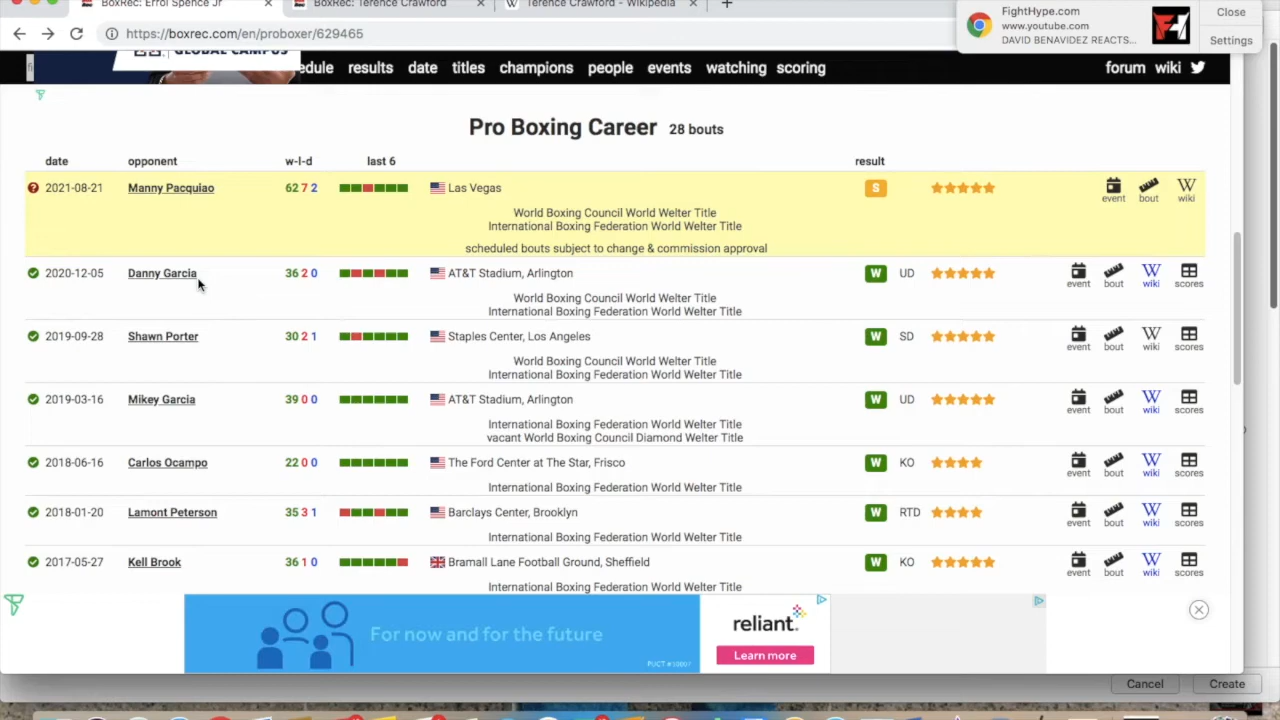 BoxRec: Errol Spence Jr
BoxRec: Terence Crawford
Terence Crawford - Wikipedia
https://boxrec.com/en/proboxer/629465
FightHype.com
www.youtube.com
DAVID BENAVIDEZ REACTS...
Close
Settings
GLOBAL CAMPUS
edule results date titles champions people events watching scoring forum wiki
Pro Boxing Career 28 bouts
date opponent w-l-d last 6 result
2021-08-21 Manny Pacquiao 62 7 2 Las Vegas S event bout wiki
World Boxing Council World Welter Title
International Boxing Federation World Welter Title
scheduled bouts subject to change & commission approval
2020-12-05 Danny Garcia 36 2 0 AT&T Stadium, Arlington W UD event bout wiki scores
World Boxing Council World Welter Title
International Boxing Federation World Welter Title
2019-09-28 Shawn Porter 30 2 1 Staples Center, Los Angeles W SD event bout wiki scores
World Boxing Council World Welter Title
International Boxing Federation World Welter Title
2019-03-16 Mikey Garcia 39 0 0 AT&T Stadium, Arlington W UD event bout wiki scores
International Boxing Federation World Welter Title
vacant World Boxing Council Diamond Welter Title
2018-06-16 Carlos Ocampo 22 0 0 The Ford Center at The Star, Frisco W KO event bout wiki scores
International Boxing Federation World Welter Title
2018-01-20 Lamont Peterson 35 3 1 Barclays Center, Brooklyn W RTD event bout wiki scores
International Boxing Federation World Welter Title
2017-05-27 Kell Brook 36 1 0 Bramall Lane Football Ground, Sheffield W KO event bout wiki scores
International Boxing Federation World Welter Title
For now and for the future
reliant.
Learn more
Cancel Create